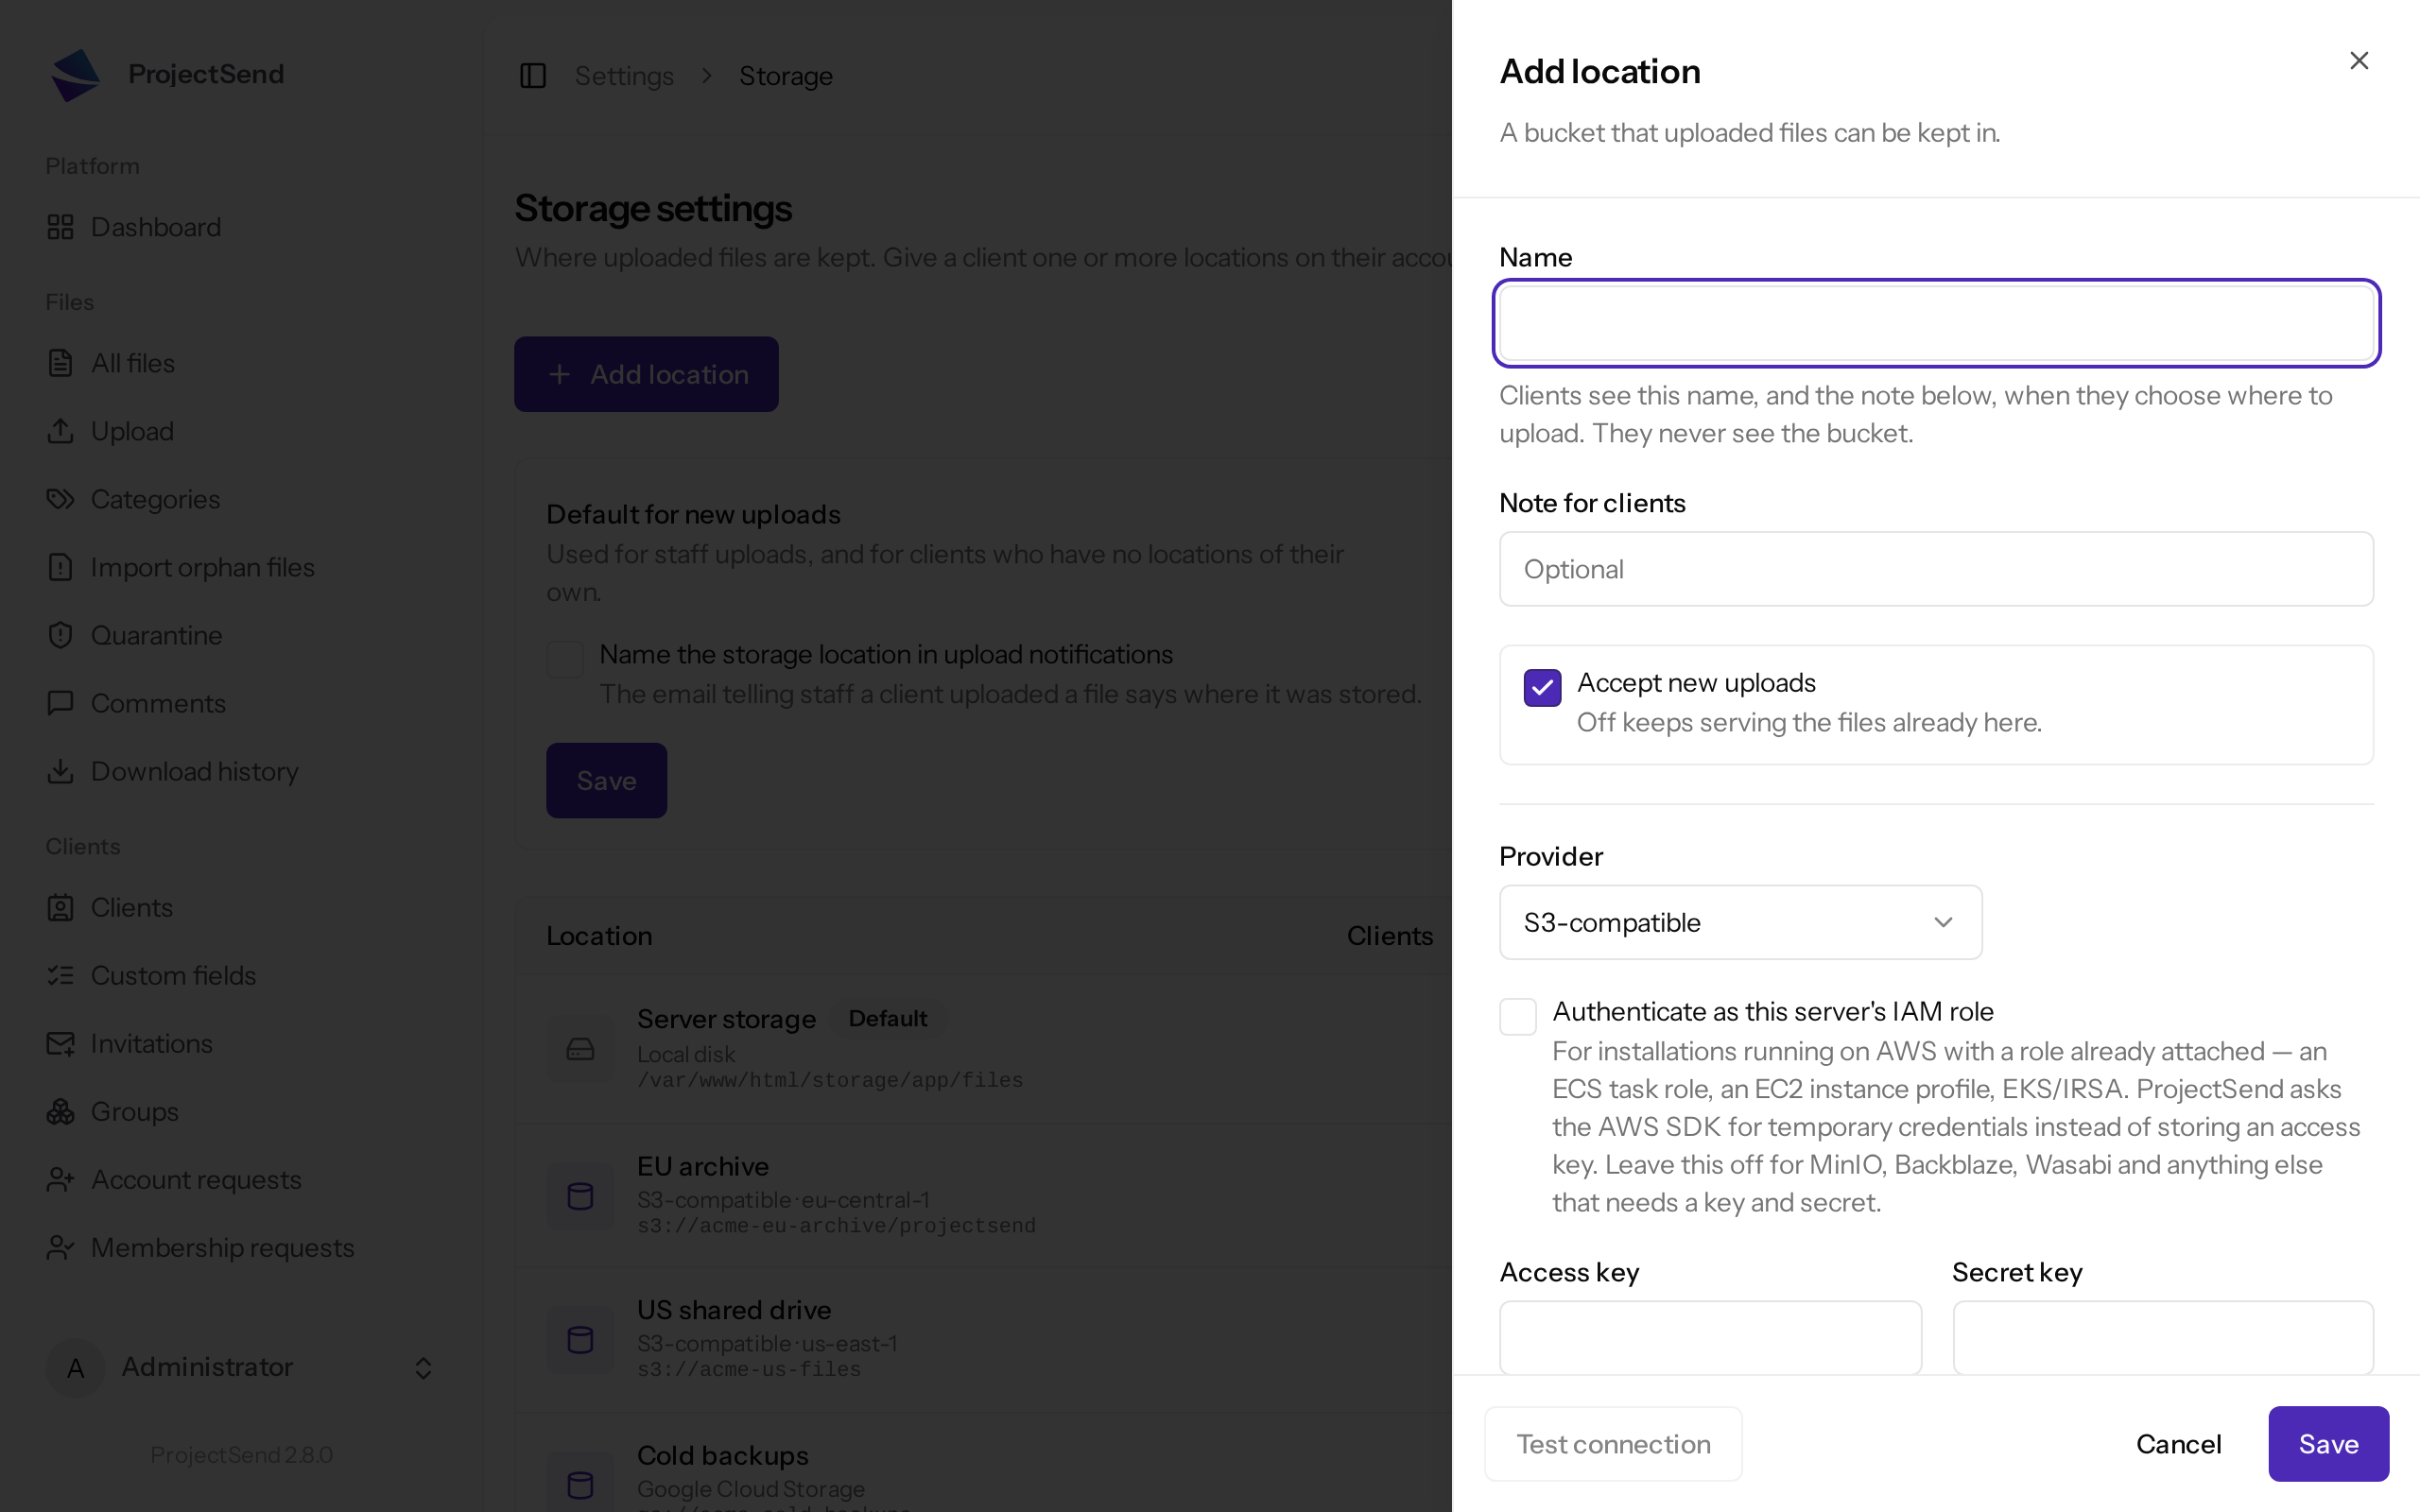 ProjectSend
Platform
Dashboard
Files
All files
Upload
Categories
Import orphan files
Quarantine
Comments
Download history
Clients
Clients
Custom fields
Invitations
Groups
Account requests
Membership requests
A
Administrator
ProjectSend 2.8.0
Settings
Storage
Storage settings
Where uploaded files are kept. Give a client one or more locations on their
Add location
Default for new uploads
Used for staff uploads, and for clients who have no locations of their
own.
Name the storage location in upload notifications
The email telling staff a client uploaded a file says where it was stored.
Save
Location
Clients
Server storage
Default
Local disk
/var/www/html/storage/app/files
EU archive
S3-compatible · eu-central-1
s3://acme-eu-archive/projectsend
US shared drive
S3-compatible · us-east-1
s3://acme-us-files
Cold backups
Google Cloud Storage
Add location
A bucket that uploaded files can be kept in.
Name
Clients see this name, and the note below, when they choose where to
upload. They never see the bucket.
Note for clients
Optional
Accept new uploads
Off keeps serving the files already here.
Provider
S3-compatible
Authenticate as this server's IAM role
For installations running on AWS with a role already attached — an
ECS task role, an EC2 instance profile, EKS/IRSA. ProjectSend asks
the AWS SDK for temporary credentials instead of storing an access
key. Leave this off for MinIO, Backblaze, Wasabi and anything else
that needs a key and secret.
Access key
Secret key
Test connection
Cancel
Save